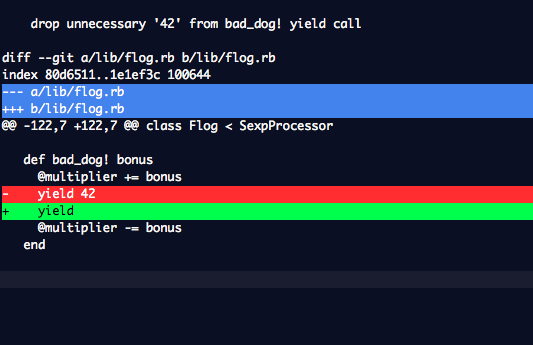 drop unnecessary '42' from bad_dog! yield call
diff --git a/lib/flog.rb b/lib/flog.rb
index 80d6511..1e1ef3c 100644
--- a/lib/flog.rb
+++ b/lib/flog.rb
@@ -122,7 +122,7 @@ class Flog < SexpProcessor
def bad_dog! bonus
@multiplier += bonus
-    yield 42
+    yield
@multiplier -= bonus
end